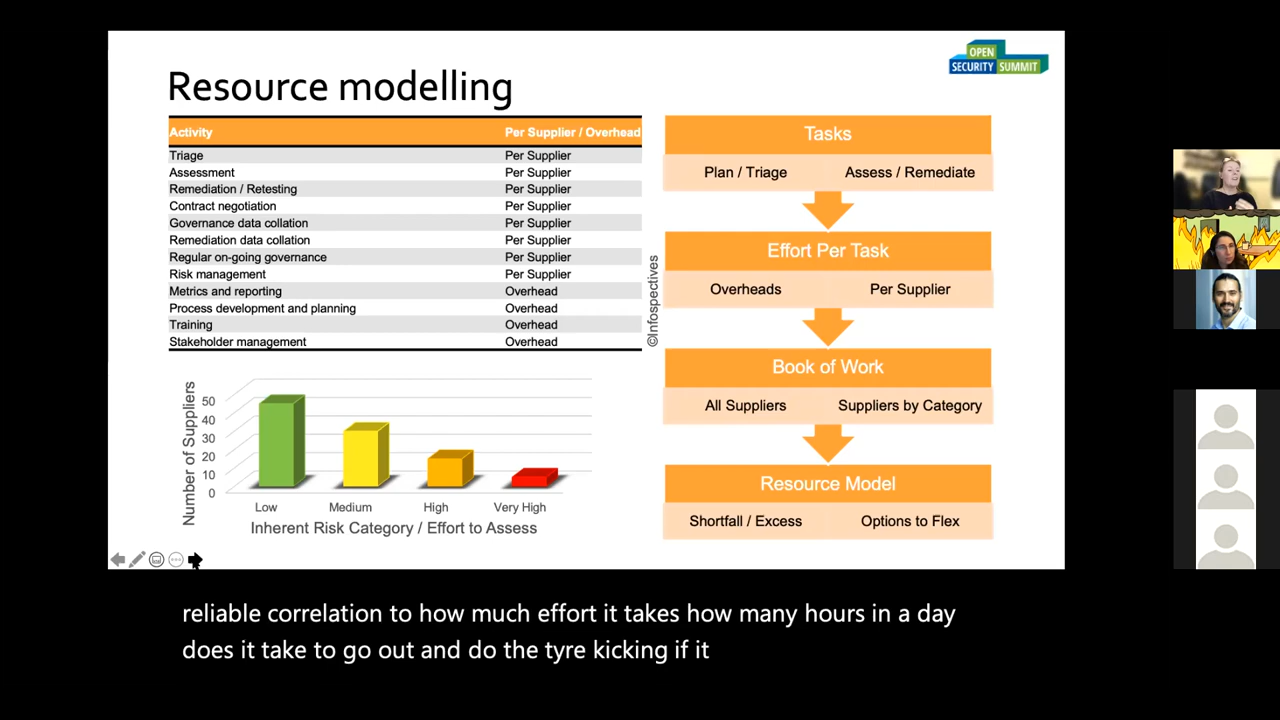 OPEN
SECURITY SUMMIT
Resource modelling
Activity Per Supplier / Overhead
Triage Per Supplier
Assessment Per Supplier
Remediation / Retesting Per Supplier
Contract negotiation Per Supplier
Governance data collation Per Supplier
Remediation data collation Per Supplier
Regular on-going governance Per Supplier
Risk management Per Supplier
Metrics and reporting Overhead
Process development and planning Overhead
Training Overhead
Stakeholder management Overhead
©Infospectives
Tasks
Plan / Triage Assess / Remediate
Effort Per Task
Overheads Per Supplier
Book of Work
All Suppliers Suppliers by Category
Resource Model
Shortfall / Excess Options to Flex
Number of Suppliers
50
40
30
20
10
0
Low Medium High Very High
Inherent Risk Category / Effort to Assess
reliable correlation to how much effort it takes how many hours in a day
does it take to go out and do the tyre kicking if it